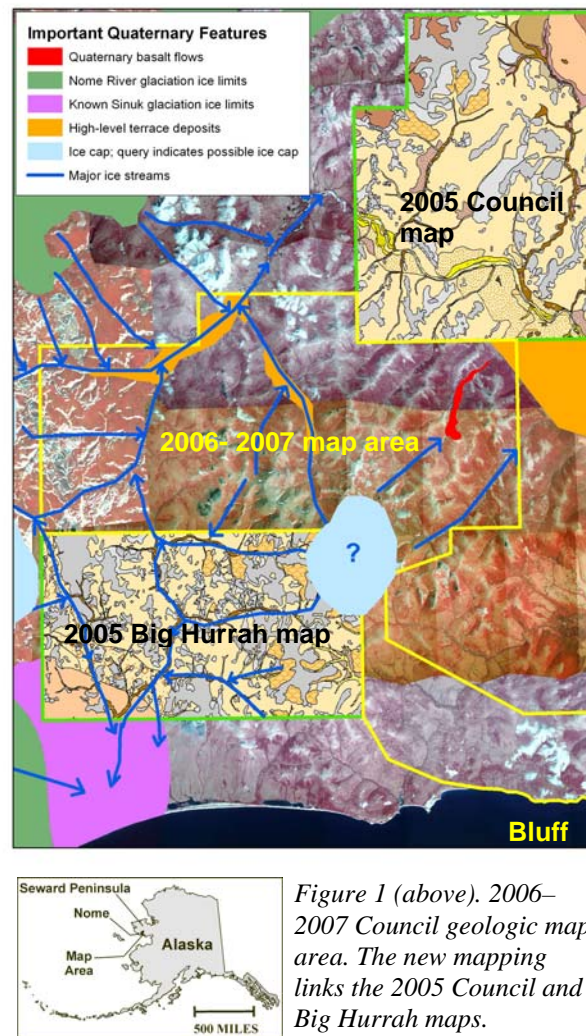 Important Quaternary Features
Quaternary basalt flows
Nome River glaciation ice limits
Known Sinuk glaciation ice limits
High-level terrace deposits
Ice cap; query indicates possible ice cap
Major ice streams
2005 Council
map
2006- 2007 map area
?
2005 Big Hurrah map
Bluff
Seward Peninsula
Nome
Map
Area
Alaska
500 MILES
Figure 1 (above). 2006–
2007 Council geologic map
area. The new mapping
links the 2005 Council and
Big Hurrah maps.